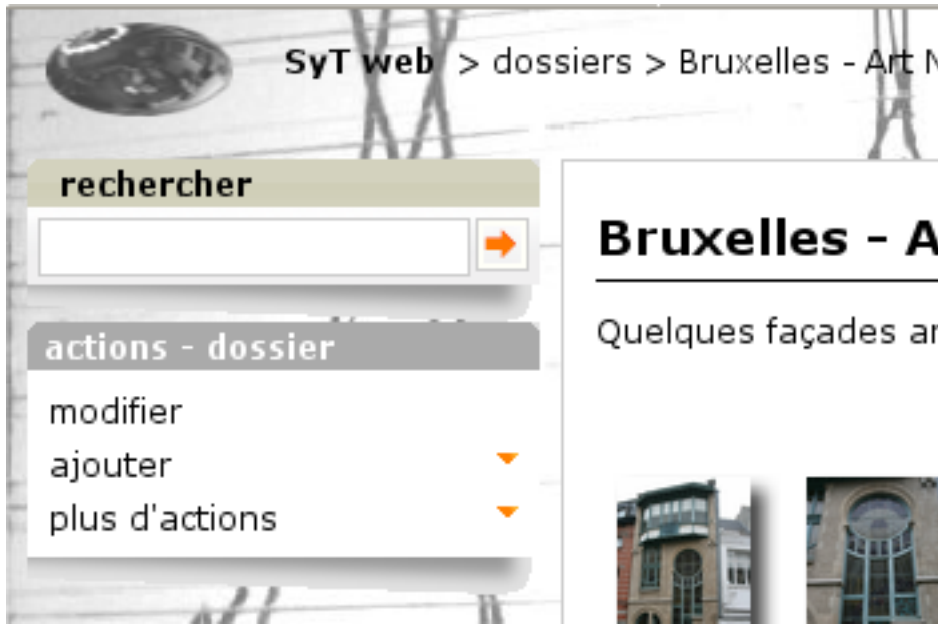 SyT web > dossiers > Bruxelles - Art N
rechercher
actions - dossier
modifier
ajouter
plus d'actions
Bruxelles - A
Quelques façades ar